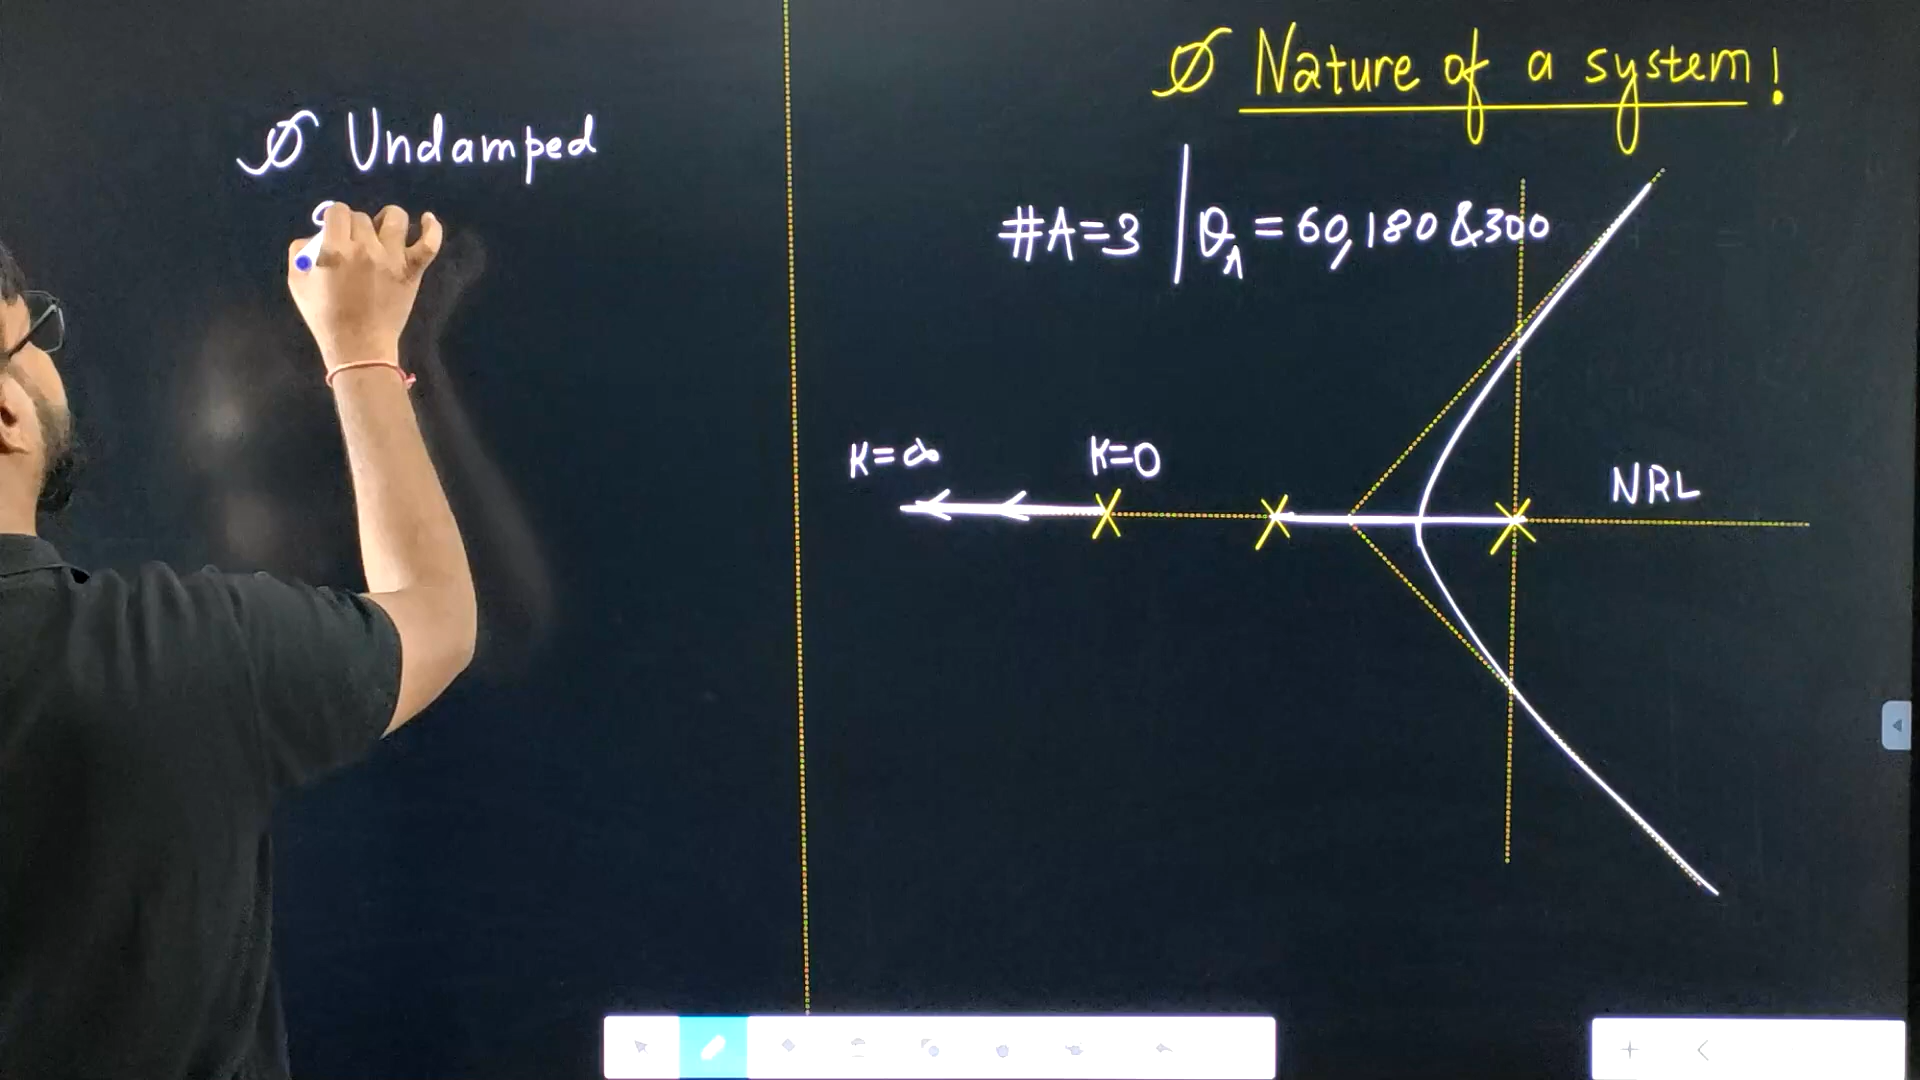 Ø Nature of a system!
Ø Undamped
#A=3 | θA = 60, 180 & 300
K=∞
K=0
NRL